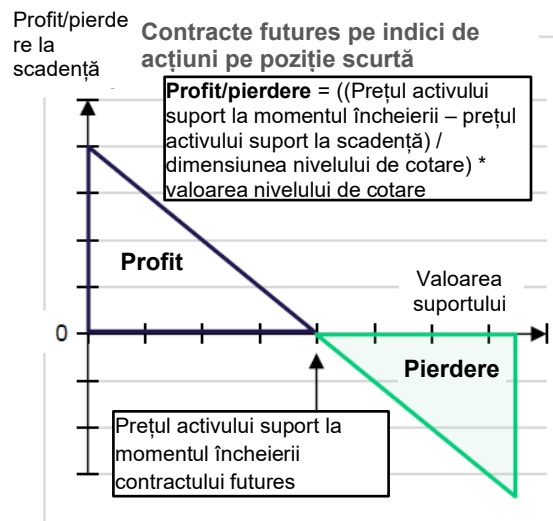 Profit/pierde
re la
scadență
Contracte futures pe indici de
acțiuni pe poziție scurtă
Profit/pierdere = ((Prețul activului
suport la momentul încheierii – prețul
activului suport la scadență) /
dimensiunea nivelului de cotare) *
valoarea nivelului de cotare
Profit
Valoarea
suportului
0
Pierdere
Prețul activului suport la
momentul încheierii
contractului futures